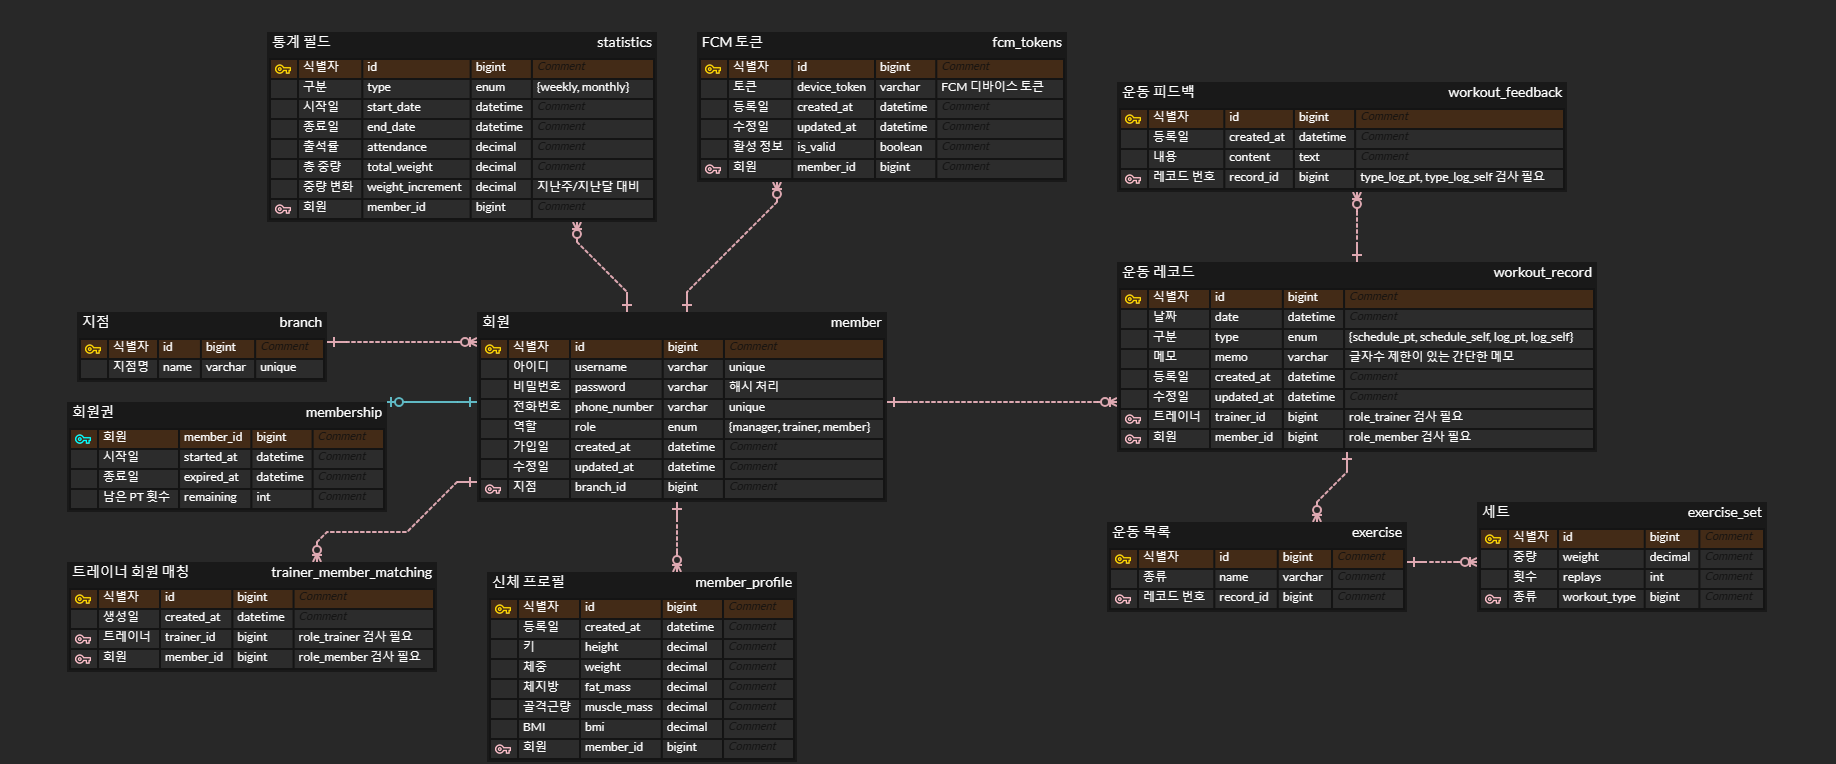 통계 필드 statistics
식별자 id bigint Comment
구분 type enum {weekly, monthly}
시작일 start_date datetime Comment
종료일 end_date datetime Comment
출석률 attendance decimal Comment
총 중량 total_weight decimal Comment
중량 변화 weight_increment decimal 지난주/지난달 대비
회원 member_id bigint Comment
FCM 토큰 fcm_tokens
식별자 id bigint Comment
토큰 device_token varchar FCM 디바이스 토큰
등록일 created_at datetime Comment
수정일 updated_at datetime Comment
활성 정보 is_valid boolean Comment
회원 member_id bigint Comment
운동 피드백 workout_feedback
식별자 id bigint Comment
등록일 created_at datetime Comment
내용 content text Comment
레코드 번호 record_id bigint type_log_pt, type_log_self 검사 필요
운동 레코드 workout_record
식별자 id bigint Comment
날짜 date datetime Comment
구분 type enum {schedule_pt, schedule_self, log_pt, log_self}
메모 memo varchar 글자수 제한이 있는 간단한 메모
등록일 created_at datetime Comment
수정일 updated_at datetime Comment
트레이너 trainer_id bigint role_trainer 검사 필요
회원 member_id bigint role_member 검사 필요
지점 branch
식별자 id bigint Comment
지점명 name varchar unique
회원 member
식별자 id bigint Comment
아이디 username varchar unique
비밀번호 password varchar 해시 처리
전화번호 phone_number varchar unique
역할 role enum {manager, trainer, member}
가입일 created_at datetime Comment
수정일 updated_at datetime Comment
지점 branch_id bigint Comment
회원권 membership
회원 member_id bigint Comment
시작일 started_at datetime Comment
종료일 expired_at datetime Comment
남은 PT 횟수 remaining int Comment
트레이너 회원 매칭 trainer_member_matching
식별자 id bigint Comment
생성일 created_at datetime Comment
트레이너 trainer_id bigint role_trainer 검사 필요
회원 member_id bigint role_member 검사 필요
신체 프로필 member_profile
식별자 id bigint Comment
등록일 created_at datetime Comment
키 height decimal Comment
체중 weight decimal Comment
체지방 fat_mass decimal Comment
골격근량 muscle_mass decimal Comment
BMI bmi decimal Comment
회원 member_id bigint Comment
운동 목록 exercise
식별자 id bigint Comment
종류 name varchar Comment
레코드 번호 record_id bigint Comment
세트 exercise_set
식별자 id bigint Comment
중량 weight decimal Comment
횟수 replays int Comment
종류 workout_type bigint Comment